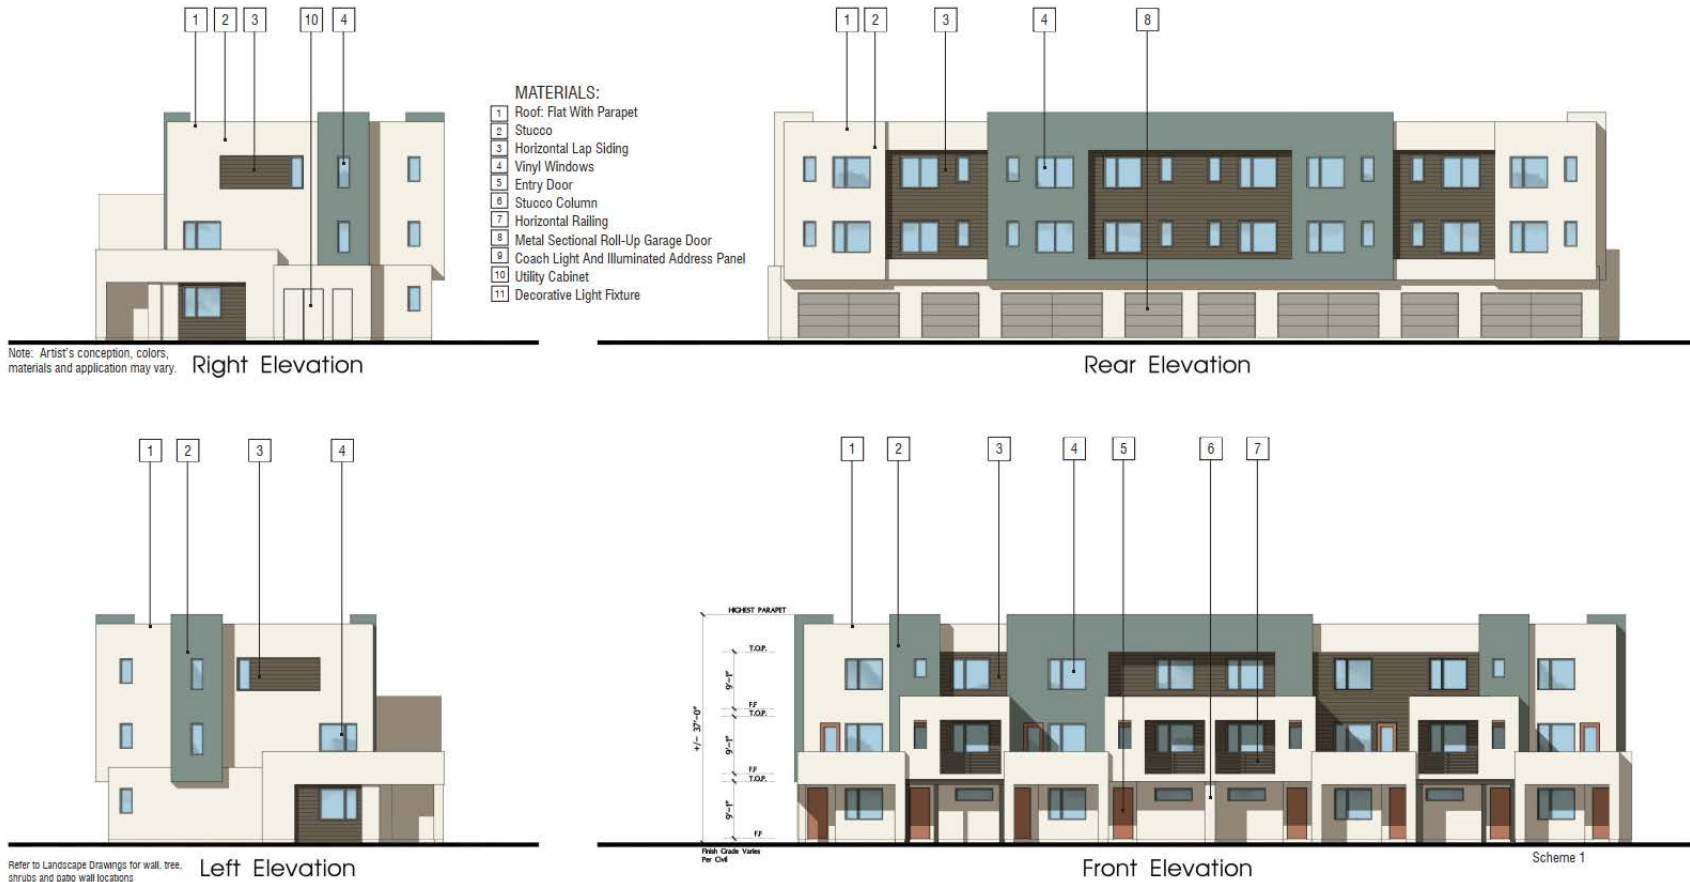 1 2 3 10 4
1 2 3 4 8
MATERIALS:
1 Roof: Flat With Parapet
2 Stucco
3 Horizontal Lap Siding
4 Vinyl Windows
5 Entry Door
6 Stucco Column
7 Horizontal Railing
8 Metal Sectional Roll-Up Garage Door
9 Coach Light And Illuminated Address Panel
10 Utility Cabinet
11 Decorative Light Fixture
Note: Artist's conception, colors,
materials and application may vary.
Right Elevation
Rear Elevation
1 2 3 4
1 2 3 4 5 6 7
HIGHEST PARAPET
T.O.P.
9'-1"
F.F
T.O.P.
9'-1"
F.F
T.O.P.
9'-1"
F.F
+/- 37'-0"
Finish Grade Varies
Per Civil
Refer to Landscape Drawings for wall, tree,
shrubs and patio wall locations
Left Elevation
Front Elevation
Scheme 1